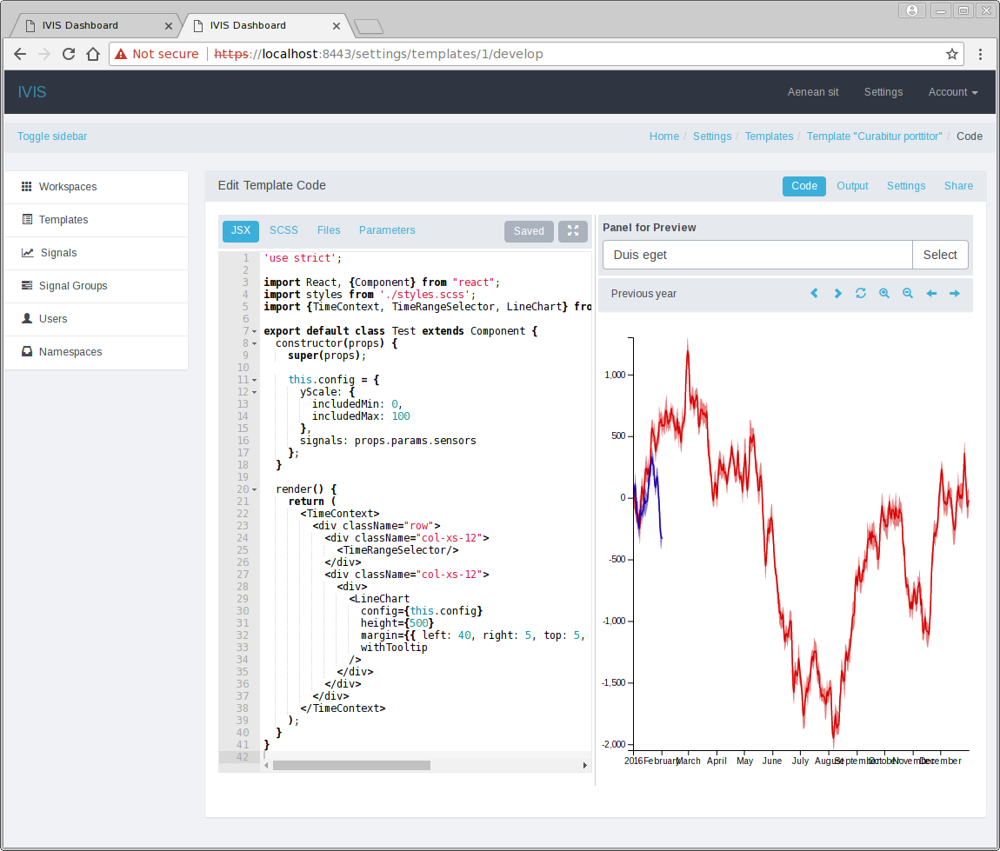 IVIS Dashboard
IVIS Dashboard
Not secure https://localhost:8443/settings/templates/1/develop
IVIS
Aenean sit
Settings
Account
Toggle sidebar
Home / Settings / Templates / Template "Curabitur porttitor" / Code
Workspaces
Templates
Signals
Signal Groups
Users
Namespaces
Edit Template Code
Code
Output
Settings
Share
JSX
SCSS
Files
Parameters
Saved
1 'use strict';
2
3 import React, {Component} from "react";
4 import styles from './styles.scss';
5 import {TimeContext, TimeRangeSelector, LineChart} fro
6
7 export default class Test extends Component {
8 constructor(props) {
9 super(props);
10
11 this.config = {
12 yScale: {
13 includedMin: 0,
14 includedMax: 100
15 },
16 signals: props.params.sensors
17 };
18 }
19
20 render() {
21 return (
22 <TimeContext>
23 <div className="row">
24 <div className="col-xs-12">
25 <TimeRangeSelector/>
26 </div>
27 <div className="col-xs-12">
28 <div>
29 <LineChart
30 config={this.config}
31 height={500}
32 margin={{ left: 40, right: 5, top: 5,
33 withTooltip
34 />
35 </div>
36 </div>
37 </div>
38 </TimeContext>
39 );
40 }
41 }
42
Panel for Preview
Duis eget
Select
Previous year
1,000
500
0
-500
-1,000
-1,500
-2,000
2016 February March April May June July August September October November December